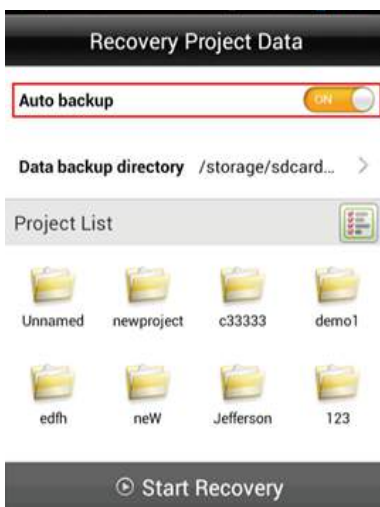 Recovery Project Data
Auto backup ON
Data backup directory /storage/sdcard... >
Project List
Unnamed newproject c33333 demo1
edfh neW Jefferson 123
Start Recovery